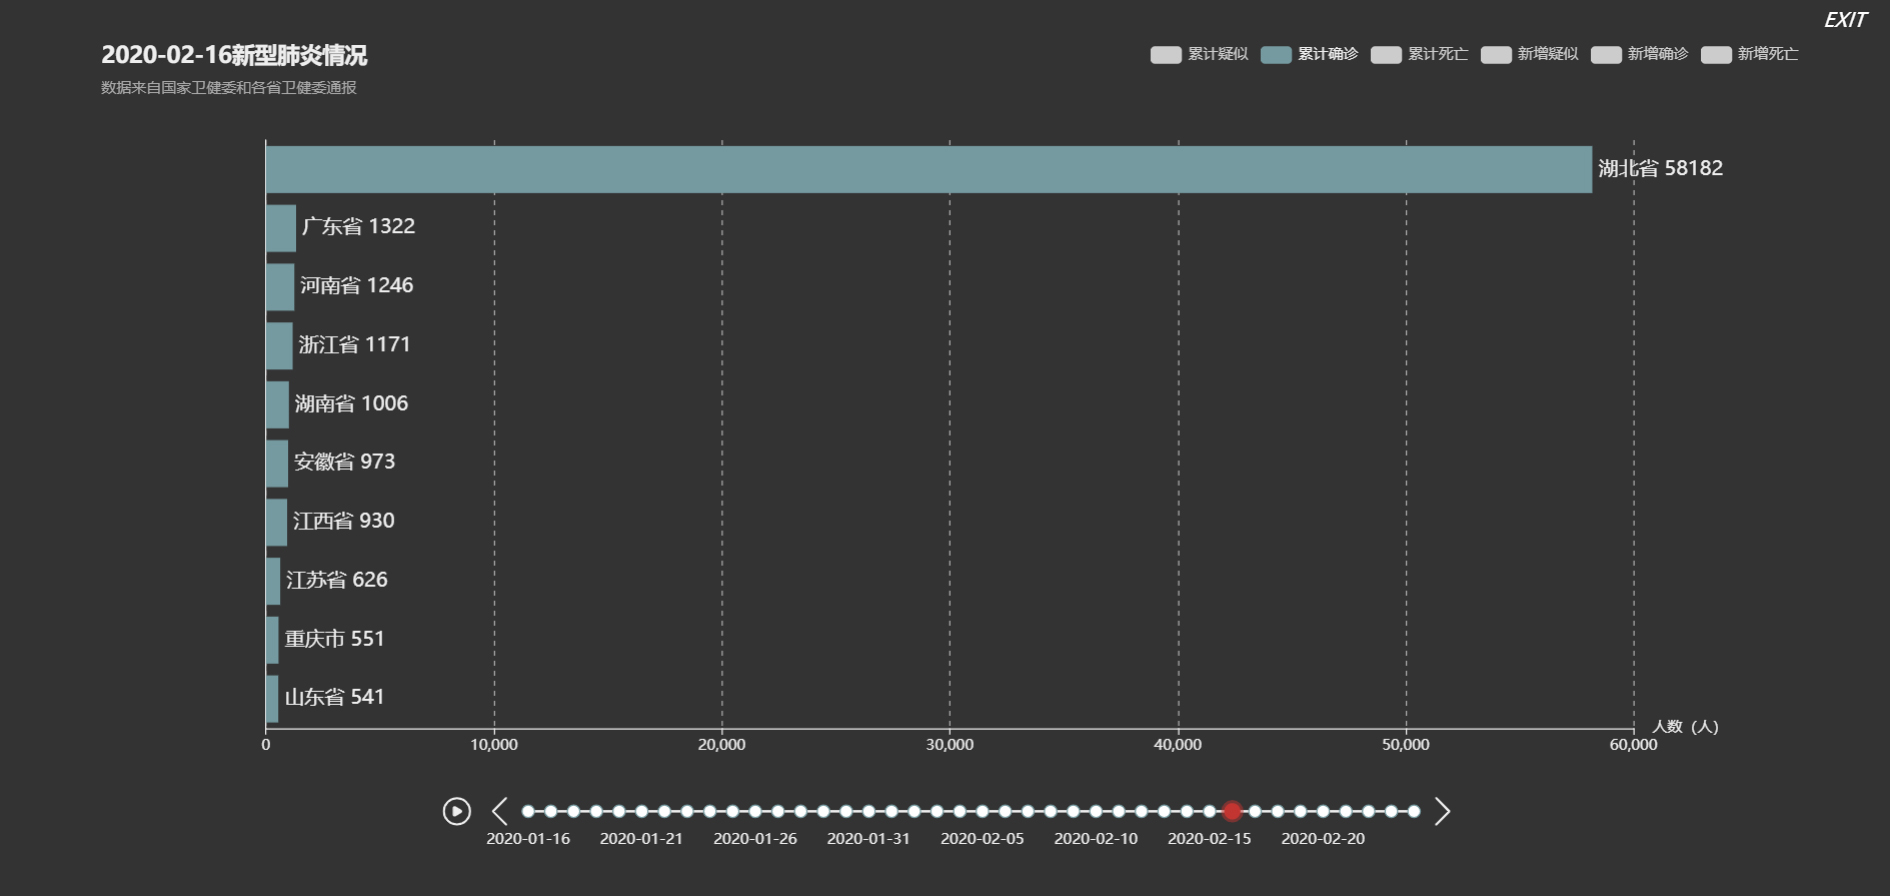 EXIT
2020-02-16新型肺炎情况
数据来自国家卫健委和各省卫健委通报
累计疑似 累计确诊 累计死亡 新增疑似 新增确诊 新增死亡
湖北省 58182
广东省 1322
河南省 1246
浙江省 1171
湖南省 1006
安徽省 973
江西省 930
江苏省 626
重庆市 551
山东省 541
人数（人）
0 10,000 20,000 30,000 40,000 50,000 60,000
2020-01-16 2020-01-21 2020-01-26 2020-01-31 2020-02-05 2020-02-10 2020-02-15 2020-02-20